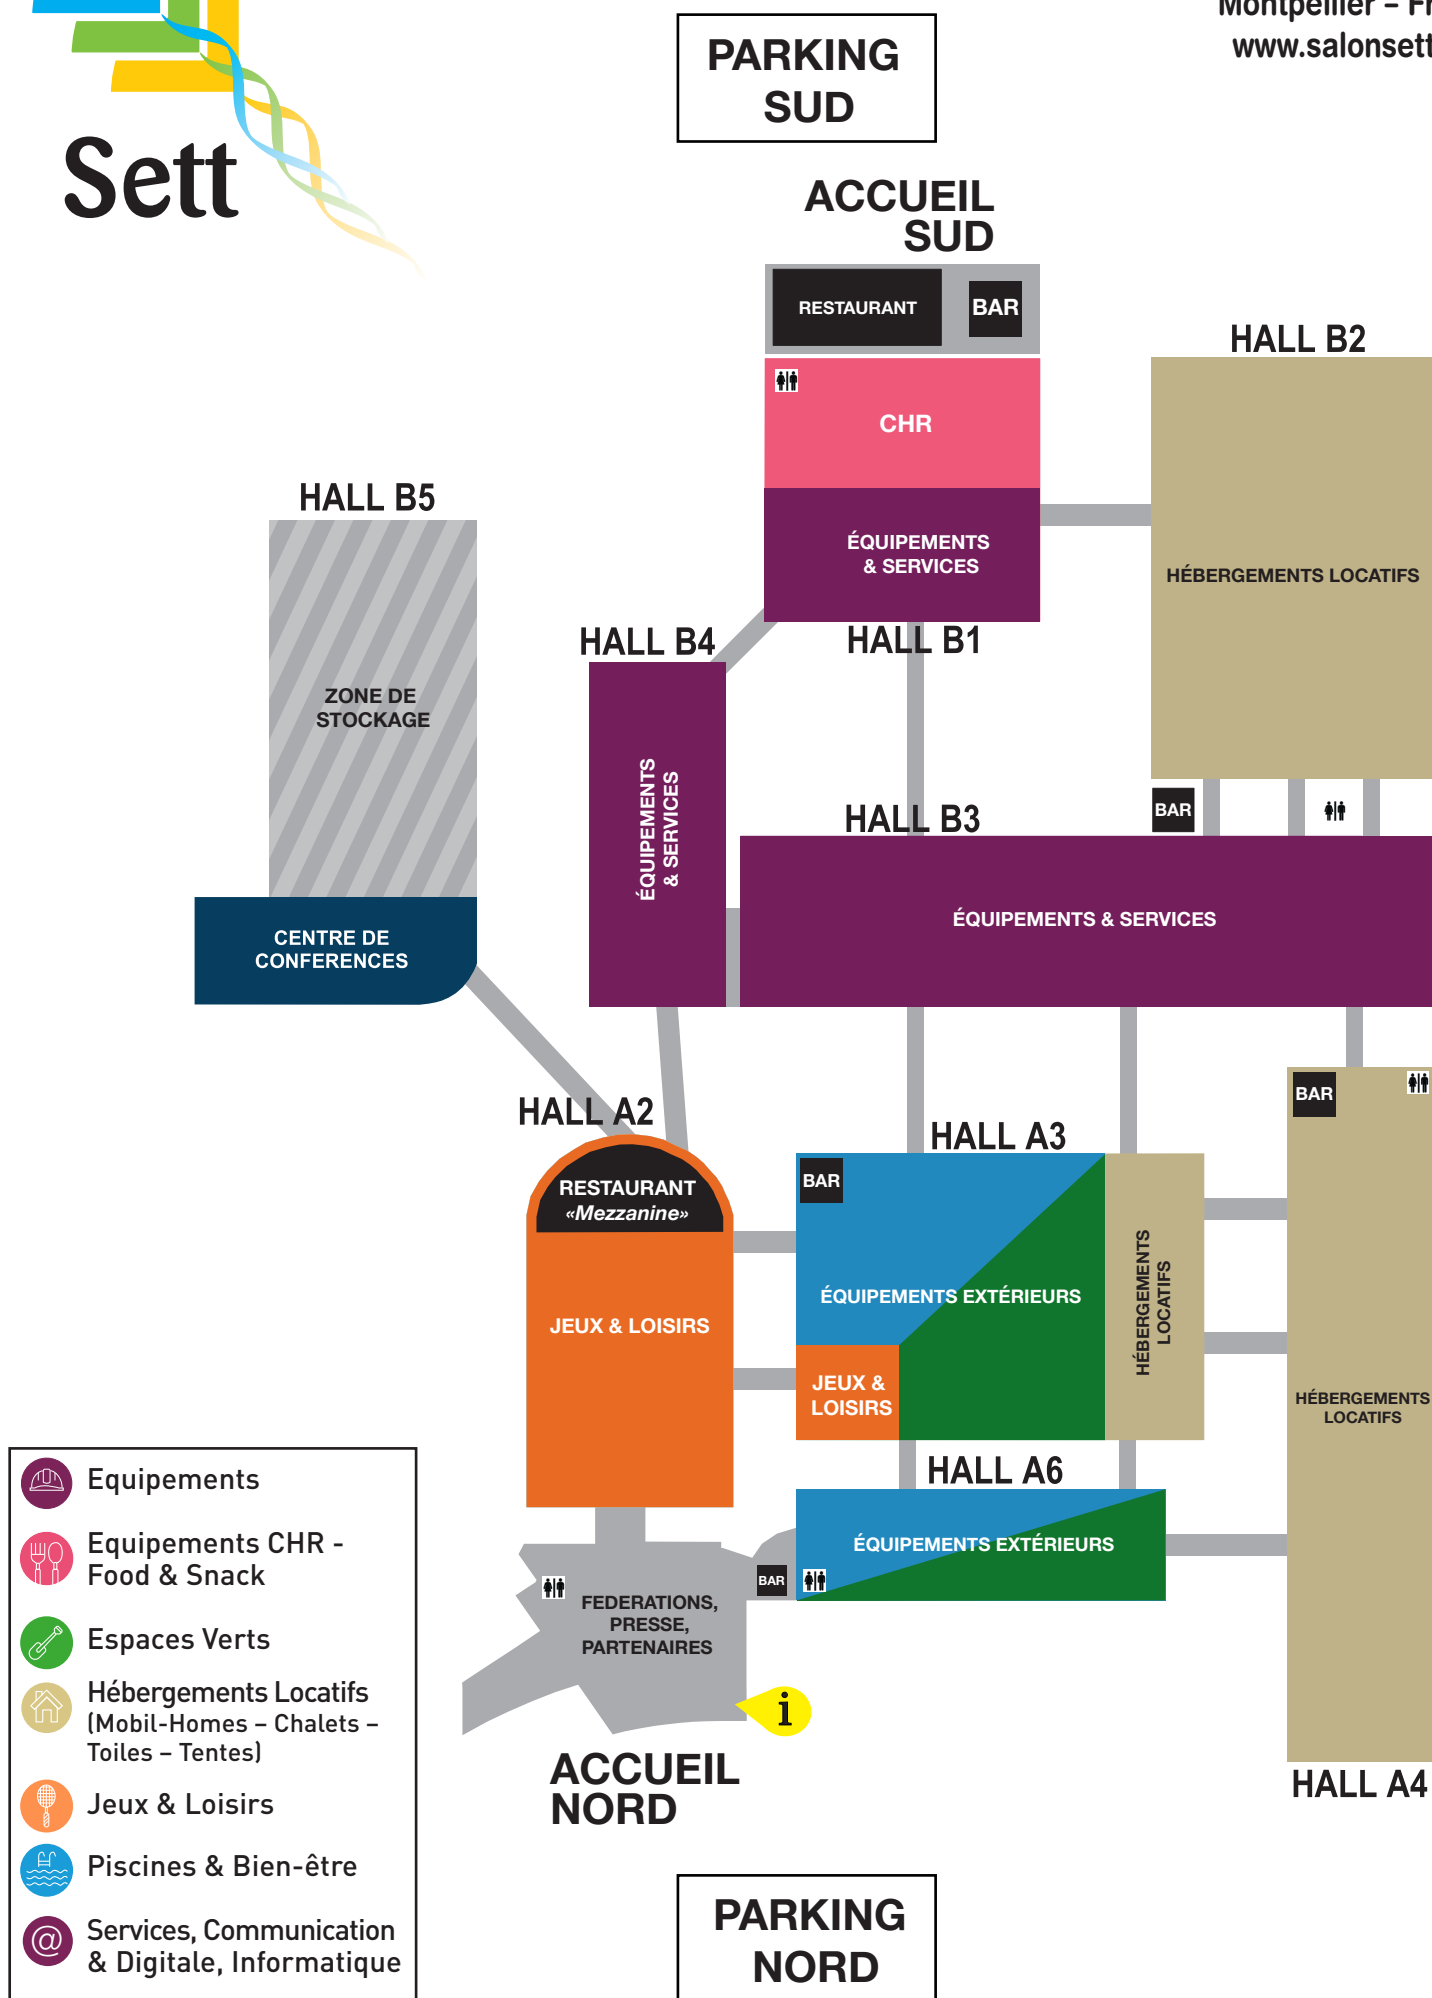 Sett
Montpellier – Fr
www.salonsett
PARKING
SUD
ACCUEIL
SUD
RESTAURANT
BAR
CHR
ÉQUIPEMENTS
& SERVICES
HALL B1
HALL B2
HÉBERGEMENTS LOCATIFS
BAR
HALL B5
ZONE DE
STOCKAGE
CENTRE DE
CONFERENCES
HALL B4
ÉQUIPEMENTS
& SERVICES
HALL B3
ÉQUIPEMENTS & SERVICES
HALL A2
RESTAURANT
«Mezzanine»
JEUX & LOISIRS
HALL A3
BAR
ÉQUIPEMENTS EXTÉRIEURS
JEUX &
LOISIRS
HÉBERGEMENTS
LOCATIFS
BAR
HÉBERGEMENTS
LOCATIFS
HALL A4
HALL A6
ÉQUIPEMENTS EXTÉRIEURS
BAR
FEDERATIONS,
PRESSE,
PARTENAIRES
i
ACCUEIL
NORD
PARKING
NORD
Equipements
Equipements CHR -
Food & Snack
Espaces Verts
Hébergements Locatifs
(Mobil-Homes – Chalets –
Toiles – Tentes)
Jeux & Loisirs
Piscines & Bien-être
@
Services, Communication
& Digitale, Informatique